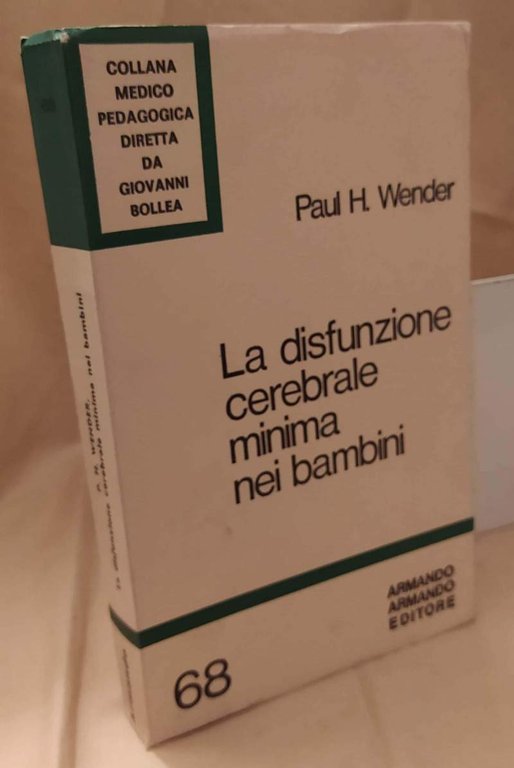 COLLANA
MEDICO
PEDAGOGICA
DIRETTA
DA
GIOVANNI
BOLLEA
Paul H. Wender
La disfunzione
cerebrale
minima
nei bambini
ARMANDO
ARMANDO
EDITORE
68
P. H. WENDER,
La disfunzione cerebrale minima nei bambini